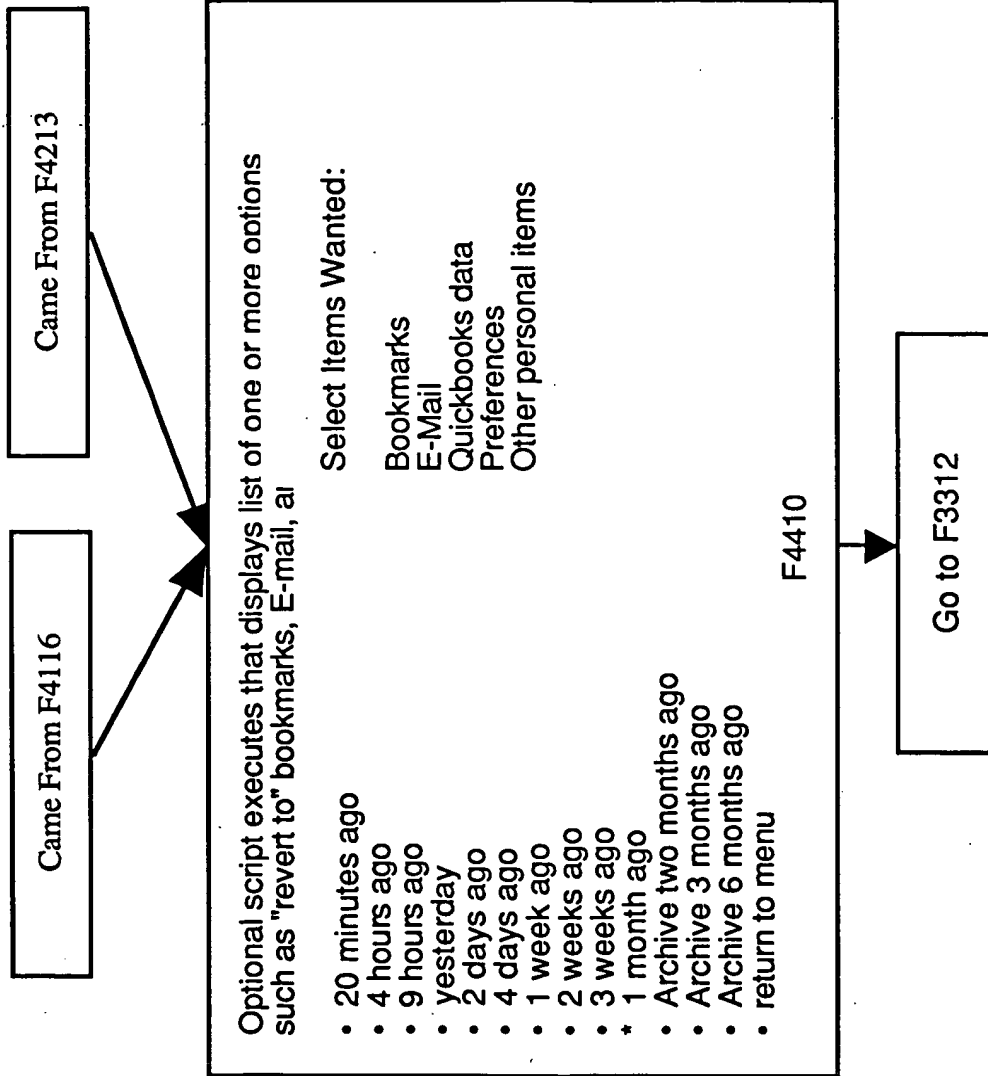 Came From F4116
Came From F4213
Optional script executes that displays list of one or more options
such as "revert to" bookmarks, E-mail, ai
• 20 minutes ago
• 4 hours ago
• 9 hours ago
• yesterday
• 2 days ago
• 4 days ago
• 1 week ago
• 2 weeks ago
• 3 weeks ago
* 1 month ago
• Archive two months ago
• Archive 3 months ago
• Archive 6 months ago
• return to menu
Select Items Wanted:
Bookmarks
E-Mail
Quickbooks data
Preferences
Other personal items
F4410
Go to F3312